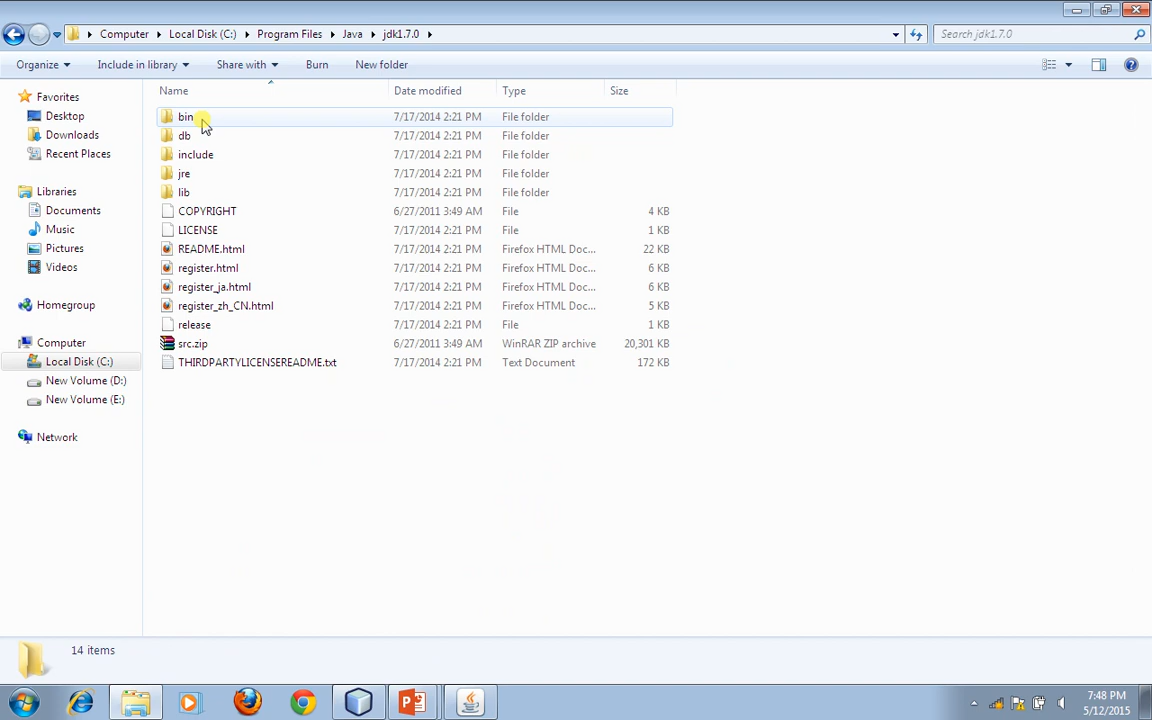 Computer Local Disk (C:) Program Files Java jdk1.7.0 Search jdk1.7.0
Organize Include in library Share with Burn New folder
Name Date modified Type Size
Favorites
Desktop
Downloads
Recent Places
Libraries
Documents
Music
Pictures
Videos
Homegroup
Computer
Local Disk (C:)
New Volume (D:)
New Volume (E:)
Network
bin 7/17/2014 2:21 PM File folder
db 7/17/2014 2:21 PM File folder
include 7/17/2014 2:21 PM File folder
jre 7/17/2014 2:21 PM File folder
lib 7/17/2014 2:21 PM File folder
COPYRIGHT 6/27/2011 3:49 AM File 4 KB
LICENSE 7/17/2014 2:21 PM File 1 KB
README.html 7/17/2014 2:21 PM Firefox HTML Doc... 22 KB
register.html 7/17/2014 2:21 PM Firefox HTML Doc... 6 KB
register_ja.html 7/17/2014 2:21 PM Firefox HTML Doc... 6 KB
register_zh_CN.html 7/17/2014 2:21 PM Firefox HTML Doc... 5 KB
release 7/17/2014 2:21 PM File 1 KB
src.zip 6/27/2011 3:49 AM WinRAR ZIP archive 20,301 KB
THIRDPARTYLICENSEREADME.txt 7/17/2014 2:21 PM Text Document 172 KB
14 items
7:48 PM
5/12/2015